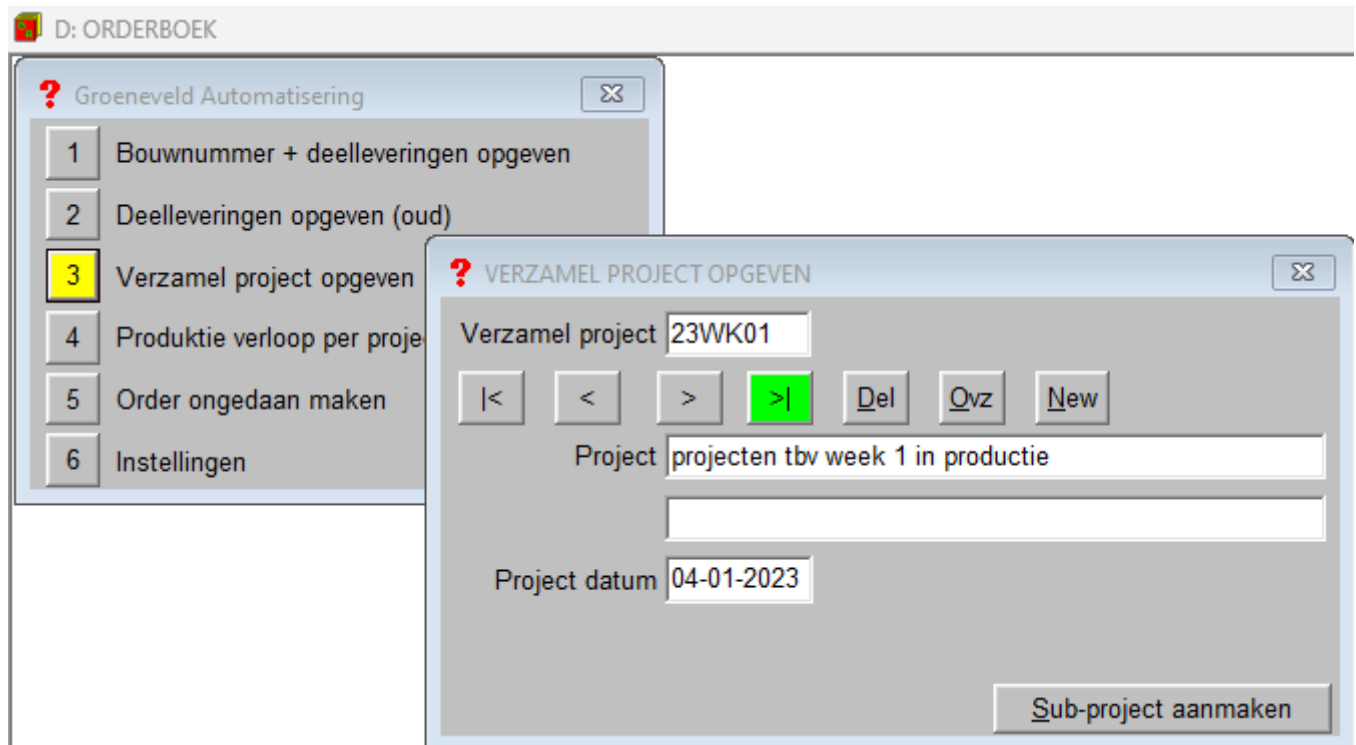 D: ORDERBOEK
Groeneveld Automatisering
1 Bouwnummer + deelleveringen opgeven
2 Deelleveringen opgeven (oud)
3 Verzamel project opgeven
4 Produktie verloop per proje
5 Order ongedaan maken
6 Instellingen
VERZAMEL PROJECT OPGEVEN
Verzamel project 23WK01
|< < > >| Del Ovz New
Project projecten tbv week 1 in productie
Project datum 04-01-2023
Sub-project aanmaken